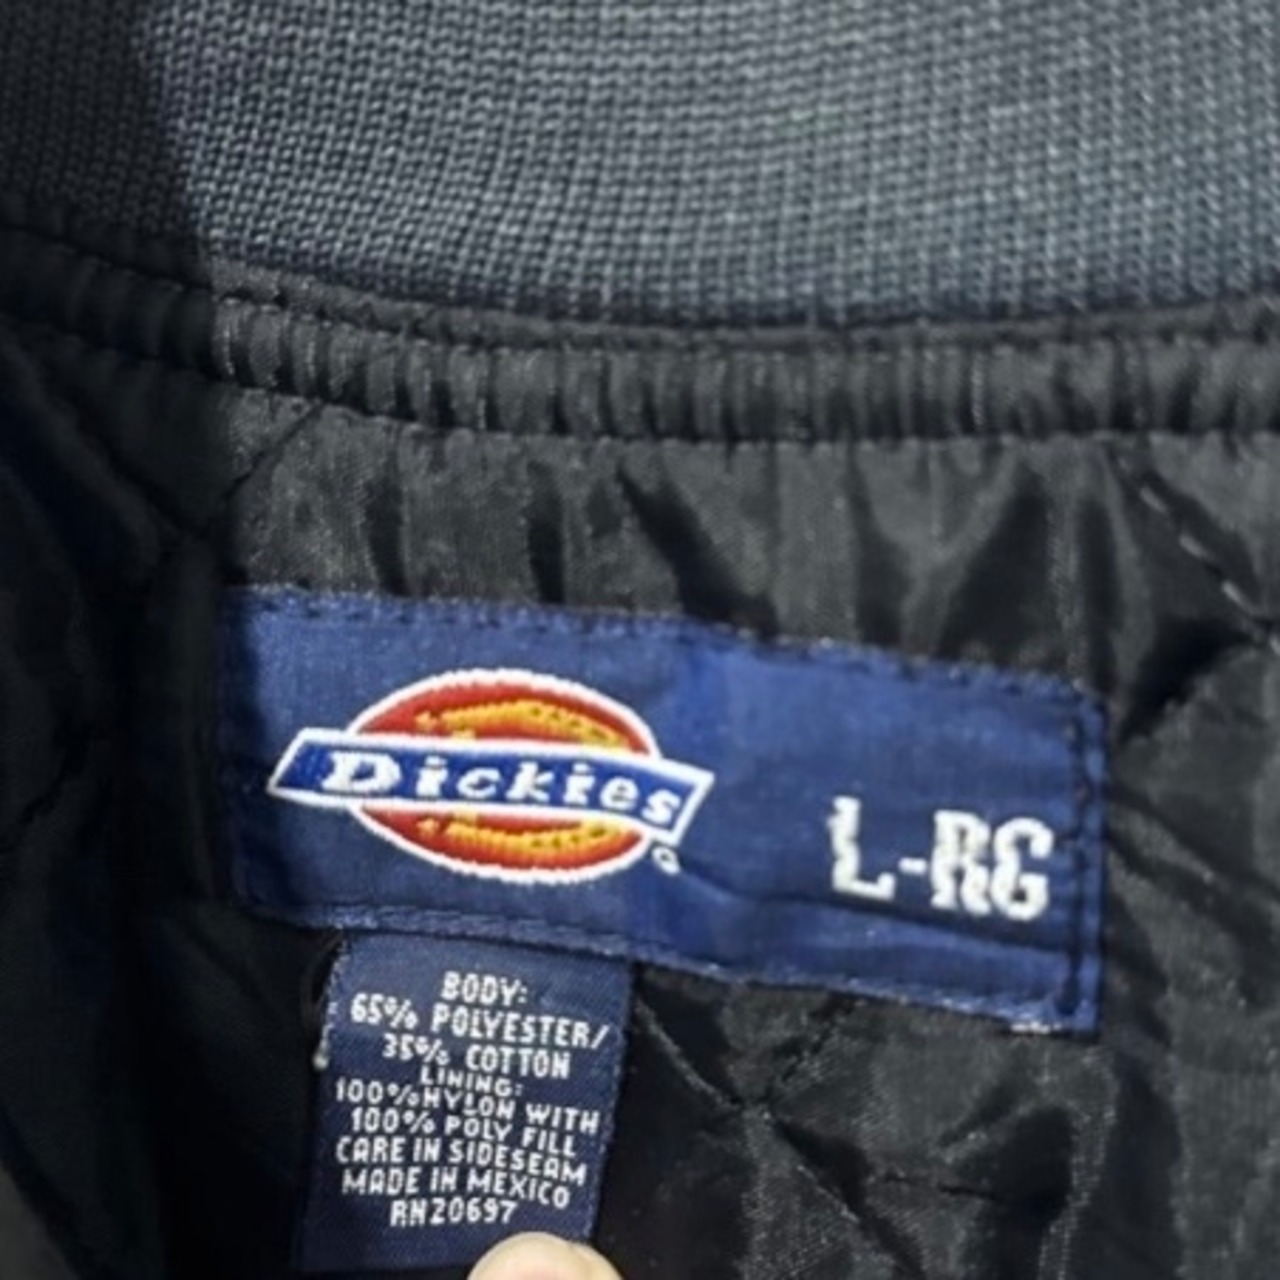 Dickies
L-RG
BODY:
65% POLYESTER/
35% COTTON
LINING:
100% NYLON WITH
100% POLY FILL
CARE IN SIDESEAM
MADE IN MEXICO
RN20697